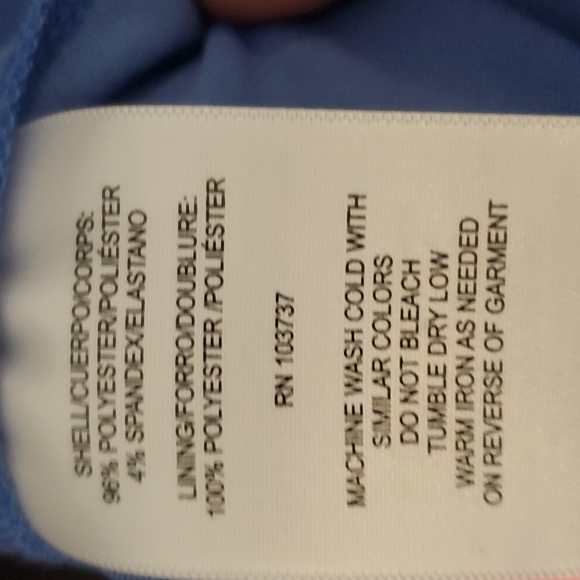 SHELL/CUERPO/CORPS:
96% POLYESTER/POLIÉSTER
4% SPANDEX/ELASTANO
LINING/FORRO/DOUBLURE:
100% POLYESTER /POLIÉSTER
RN 103737
MACHINE WASH COLD WITH
SIMILAR COLORS
DO NOT BLEACH
TUMBLE DRY LOW
WARM IRON AS NEEDED
ON REVERSE OF GARMENT